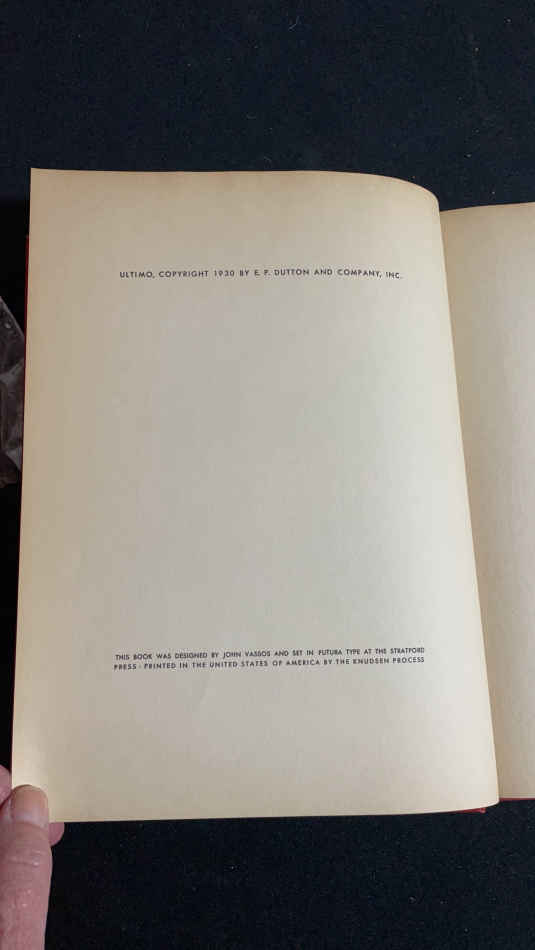 ULTIMO, COPYRIGHT 1930 BY E. P. DUTTON AND COMPANY, INC.
THIS BOOK WAS DESIGNED BY JOHN VASSOS AND SET IN FUTURA TYPE AT THE STRATFORD
PRESS · PRINTED IN THE UNITED STATES OF AMERICA BY THE KNUDSEN PROCESS